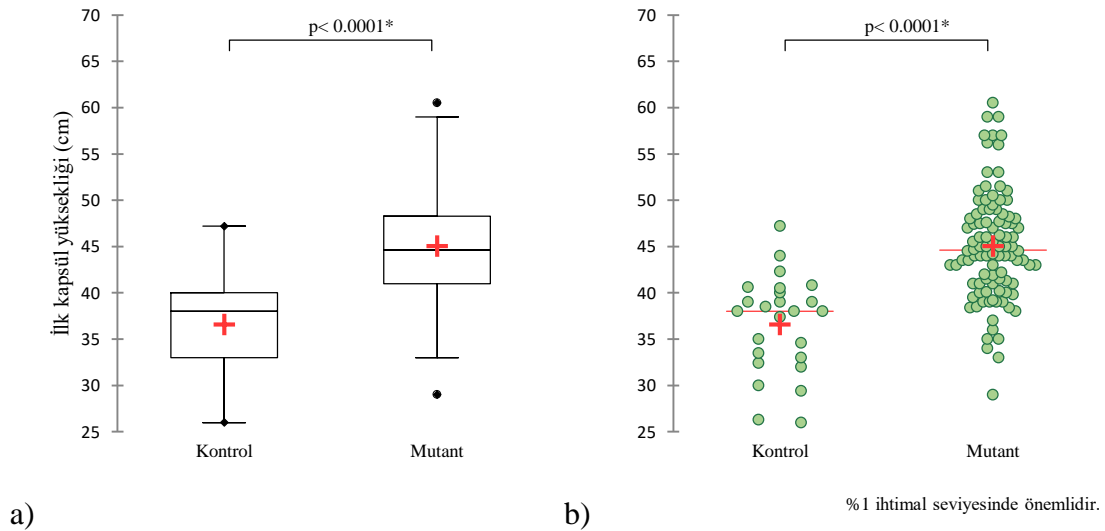 p< 0.0001*
70
65
60
55
50
45
40
35
30
25
İlk kapsül yüksekliği (cm)
Kontrol
Mutant
a)
p< 0.0001*
70
65
60
55
50
45
40
35
30
25
Kontrol
Mutant
b)
%1 ihtimal seviyesinde önemlidir.